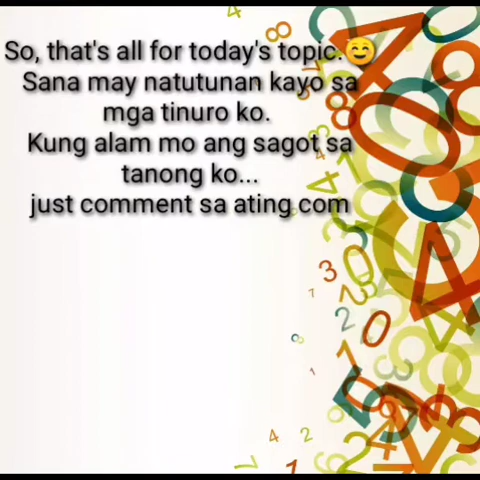 So, that's all for today's topic.😊
Sana may natutunan kayo sa
mga tinuro ko.
Kung alam mo ang sagot sa
tanong ko...
just comment sa ating com